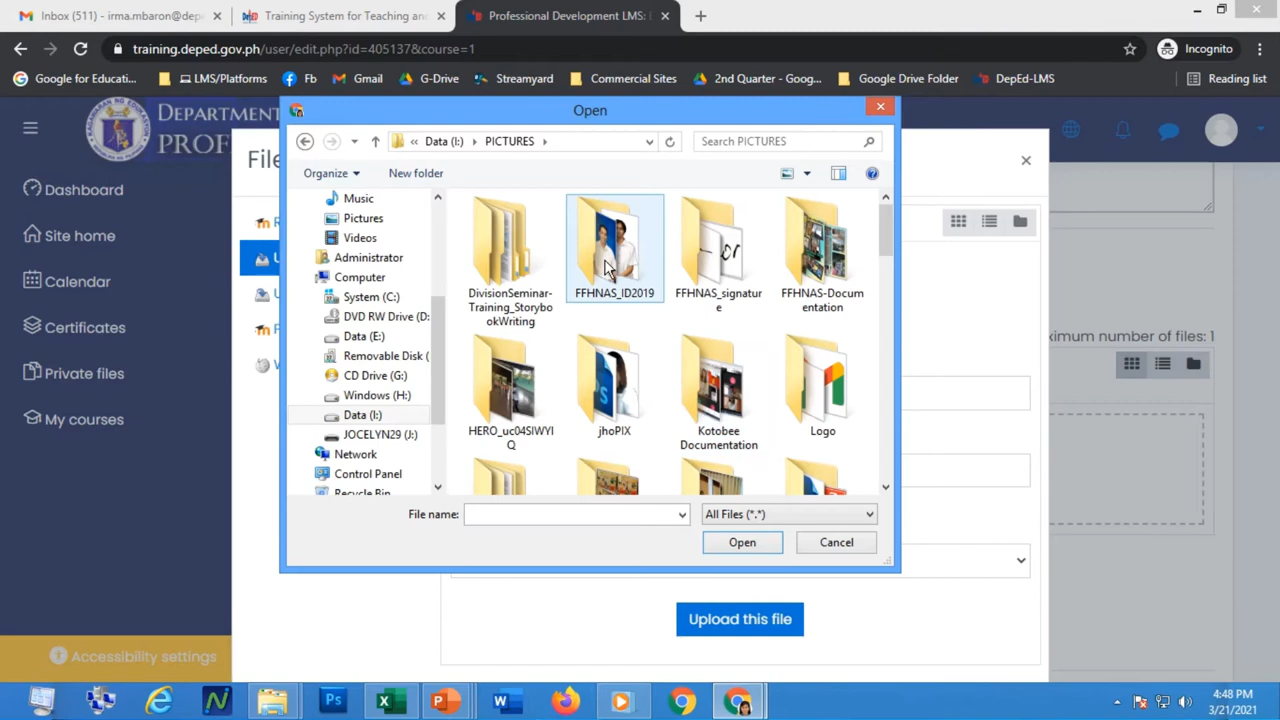 Inbox (511) - irma.mbaron@dep
Training System for Teaching and
Professional Development LMS:
training.deped.gov.ph/user/edit.php?id=405137&course=1
Incognito
Google for Educati...
LMS/Platforms
Fb
Gmail
G-Drive
Streamyard
Commercial Sites
2nd Quarter - Goog...
Google Drive Folder
DepEd-LMS
Reading list
DEPARTMENT
PROF
Dashboard
Site home
Calendar
Certificates
Private files
My courses
Accessibility settings
File
Open
Data (I:)
PICTURES
Search PICTURES
Organize
New folder
Music
Pictures
Videos
Administrator
Computer
System (C:)
DVD RW Drive (D:
Data (E:)
Removable Disk (
CD Drive (G:)
Windows (H:)
Data (I:)
JOCELYN29 (J:)
Network
Control Panel
Recycle Bin
DivisionSeminar-
Training_Storybo
okWriting
FFHNAS_ID2019
FFHNAS_signatur
e
FFHNAS-Docum
entation
HERO_uc04SIWYI
Q
jhoPIX
Kotobee
Documentation
Logo
File name:
All Files (*.*)
Open
Cancel
ximum number of files: 1
Upload this file
4:48 PM
3/21/2021